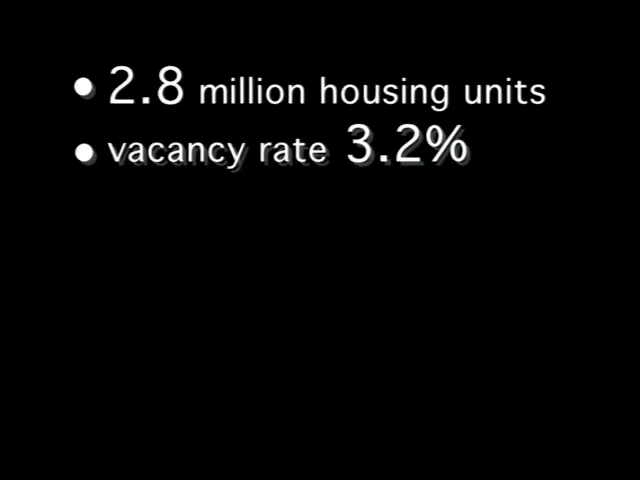 • 2.8 million housing units
• vacancy rate 3.2%